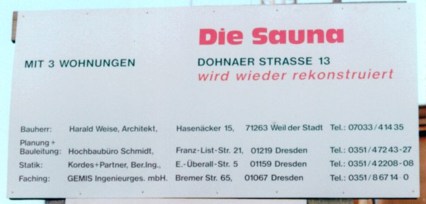 Die Sauna
MIT 3 WOHNUNGEN DOHNAER STRASSE 13
wird wieder rekonstruiert
Bauherr: Harald Weise, Architekt, Hasenäcker 15, 71263 Weil der Stadt Tel.: 07033/41435
Planung +
Bauleitung: Hochbaubüro Schmidt, Franz-List-Str. 21, 01219 Dresden Tel.: 0351/47243-27
Statik: Kordes+Partner, Ber.Ing., E.-Überall-Str. 5 01159 Dresden Tel.: 0351/42208-08
Faching: GEMIS Ingenieurges. mbH. Bremer Str. 65, 01067 Dresden Tel.: 0351/86714 0